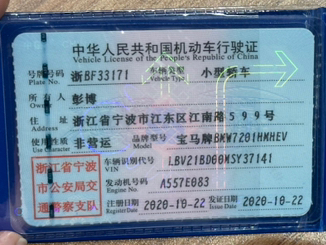 中华人民共和国机动车行驶证
Vehicle License of the People's Republic of China
号牌号码 浙BF33171 车辆类型 小型轿车
Plate No. Vehicle Type
所有人 彭博
Owner
住址 浙江省宁波市江东区江南路599号
Address
使用性质 非营运 品牌型号 宝马牌BMW7201HMHEV
Use Character Model
浙江省宁波
市公安局交
通警察支队
车辆识别代号 LBV21BD00MSY37141
VIN
发动机号码 A557E083
Engine No.
注册日期 2020-10-22 发证日期 2020-10-22
Register Date Issue Date